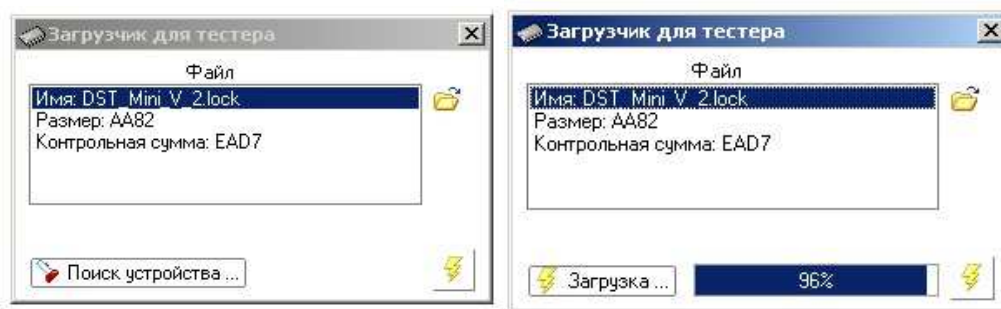 Загрузчик для тестера
Файл
Имя: DST_Mini_V_2.lock
Размер: AA82
Контрольная сумма: EAD7
Поиск устройства ...
Загрузчик для тестера
Файл
Имя: DST_Mini_V_2.lock
Размер: AA82
Контрольная сумма: EAD7
Загрузка ...
96%